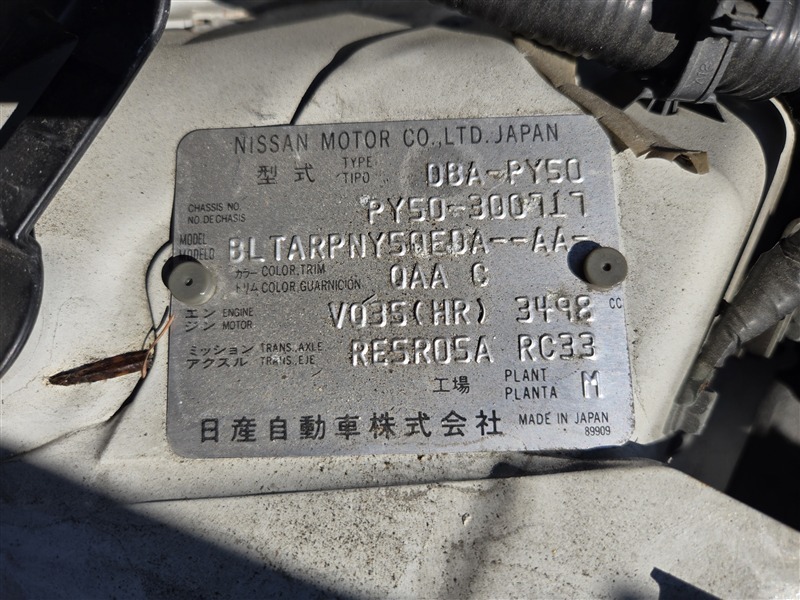 NISSAN MOTOR CO.,LTD. JAPAN
型式 TYPE TIPO DBA-PY50
CHASSIS NO. NO. DE CHASIS PY50-300717
MODEL MODELO BLTARPNY50EDA--AA-
カラー COLOR,TRIM トリム COLOR,GUARNICIÓN QAA C
エンジン ENGINE MOTOR VQ35(HR) 3498 CC
ミッション アクスル TRANS.,AXLE TRANS.,EJE RE5R05A RC33
工場 PLANT PLANTA M
日産自動車株式会社 MADE IN JAPAN
89909